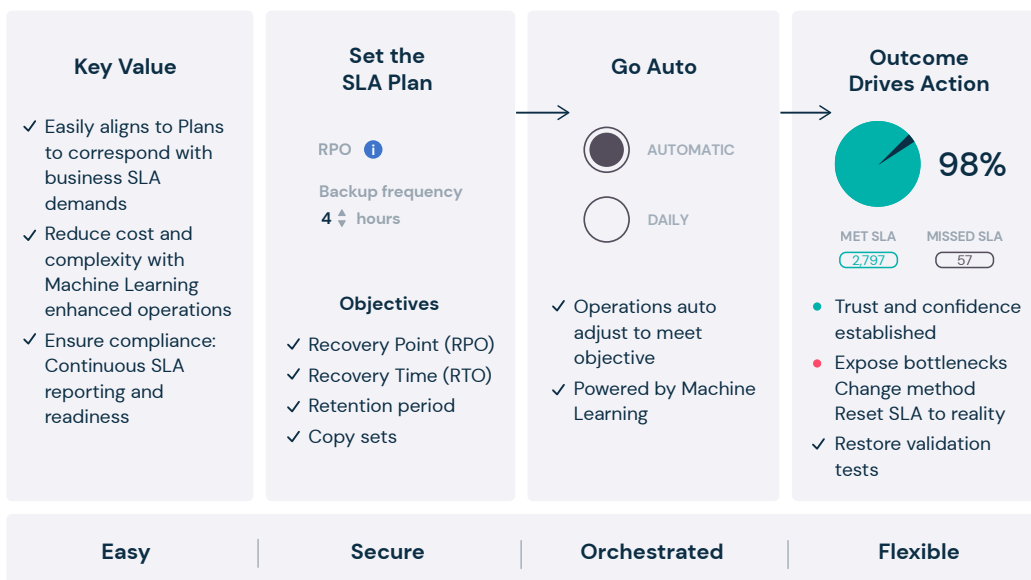 Key Value
Easily aligns to Plans
to correspond with
business SLA
demands
Reduce cost and
complexity with
Machine Learning
enhanced operations
Ensure compliance:
Continuous SLA
reporting and
readiness
Set the
SLA Plan
RPO i
Backup frequency
4 hours
Objectives
Recovery Point (RPO)
Recovery Time (RTO)
Retention period
Copy sets
Go Auto
AUTOMATIC
DAILY
Operations auto
adjust to meet
objective
Powered by Machine
Learning
Outcome
Drives Action
98%
MET SLA MISSED SLA
2,797 57
Trust and confidence
established
Expose bottlenecks
Change method
Reset SLA to reality
Restore validation
tests
Easy Secure Orchestrated Flexible